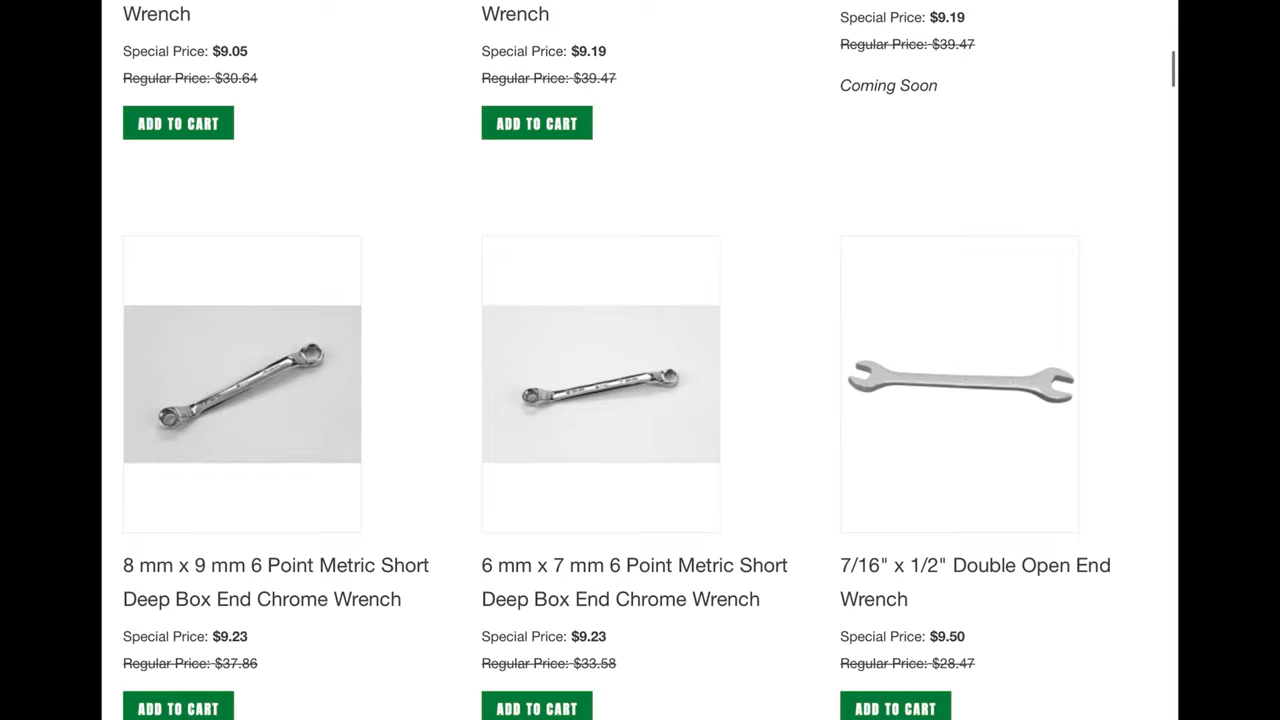 Wrench
Special Price: $9.05
Regular Price: $30.64
ADD TO CART
Wrench
Special Price: $9.19
Regular Price: $39.47
ADD TO CART
Special Price: $9.19
Regular Price: $39.47
Coming Soon
8 mm x 9 mm 6 Point Metric Short
Deep Box End Chrome Wrench
Special Price: $9.23
Regular Price: $37.86
ADD TO CART
6 mm x 7 mm 6 Point Metric Short
Deep Box End Chrome Wrench
Special Price: $9.23
Regular Price: $33.58
ADD TO CART
7/16" x 1/2" Double Open End
Wrench
Special Price: $9.50
Regular Price: $28.47
ADD TO CART